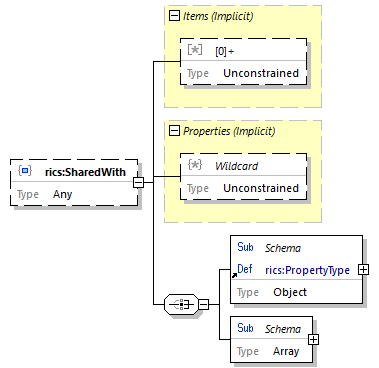 Items (Implicit)
[*] [0]+
Type Unconstrained
Properties (Implicit)
{*} Wildcard
Type Unconstrained
rics:SharedWith
Type Any
Sub Schema
Def rics:PropertyType
Type Object
Sub Schema
Type Array